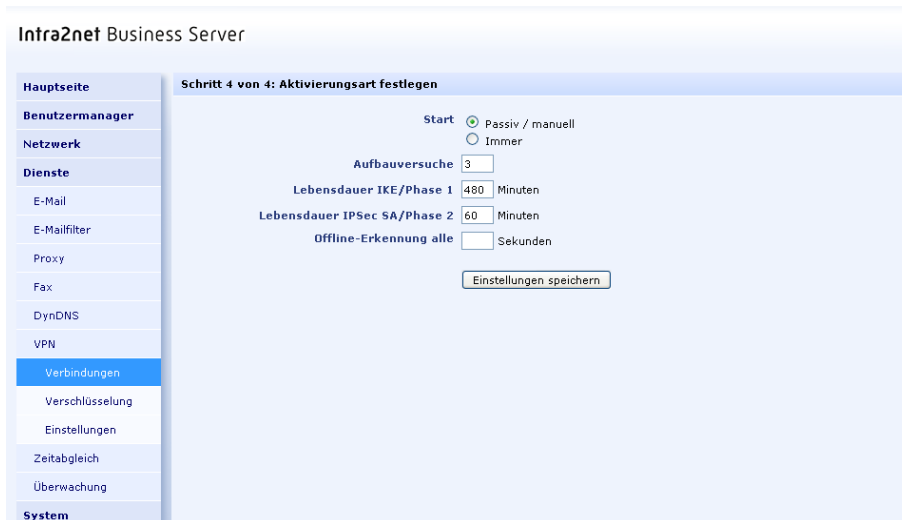 Intra2net Business Server
Hauptseite
Benutzermanager
Netzwerk
Dienste
E-Mail
E-Mailfilter
Proxy
Fax
DynDNS
VPN
Verbindungen
Verschlüsselung
Einstellungen
Zeitabgleich
Überwachung
System
Schritt 4 von 4: Aktivierungsart festlegen
Start Passiv / manuell
Immer
Aufbauversuche 3
Lebensdauer IKE/Phase 1 480 Minuten
Lebensdauer IPSec SA/Phase 2 60 Minuten
Offline-Erkennung alle Sekunden
Einstellungen speichern